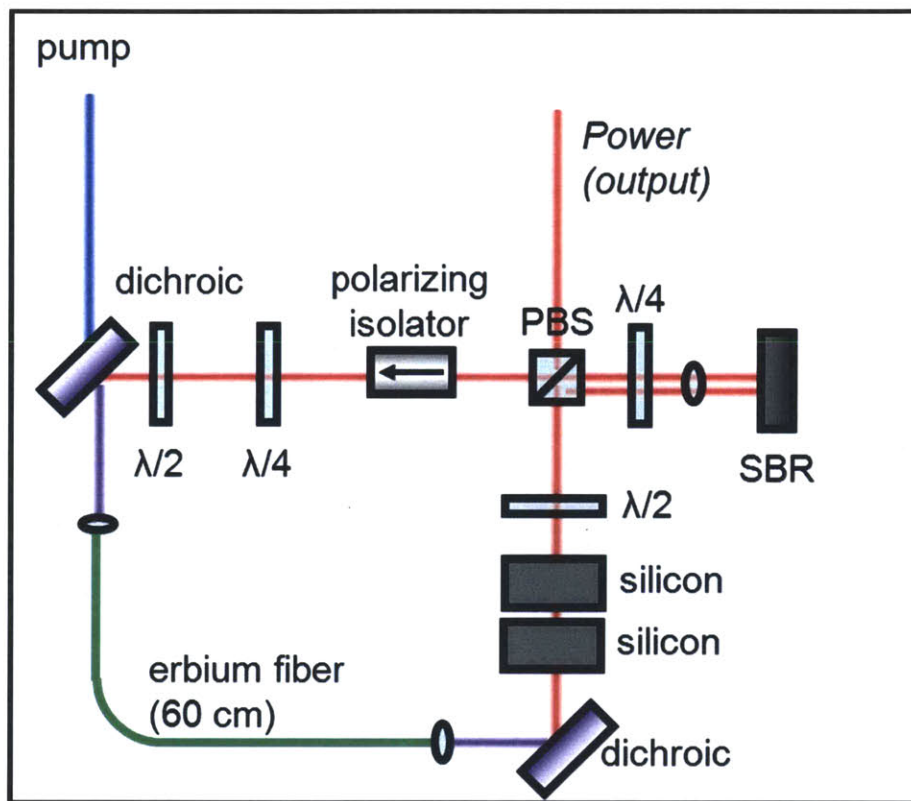 pump
Power
(output)
dichroic
polarizing
isolator
PBS
λ/4
λ/2
λ/4
SBR
λ/2
silicon
silicon
erbium fiber
(60 cm)
dichroic